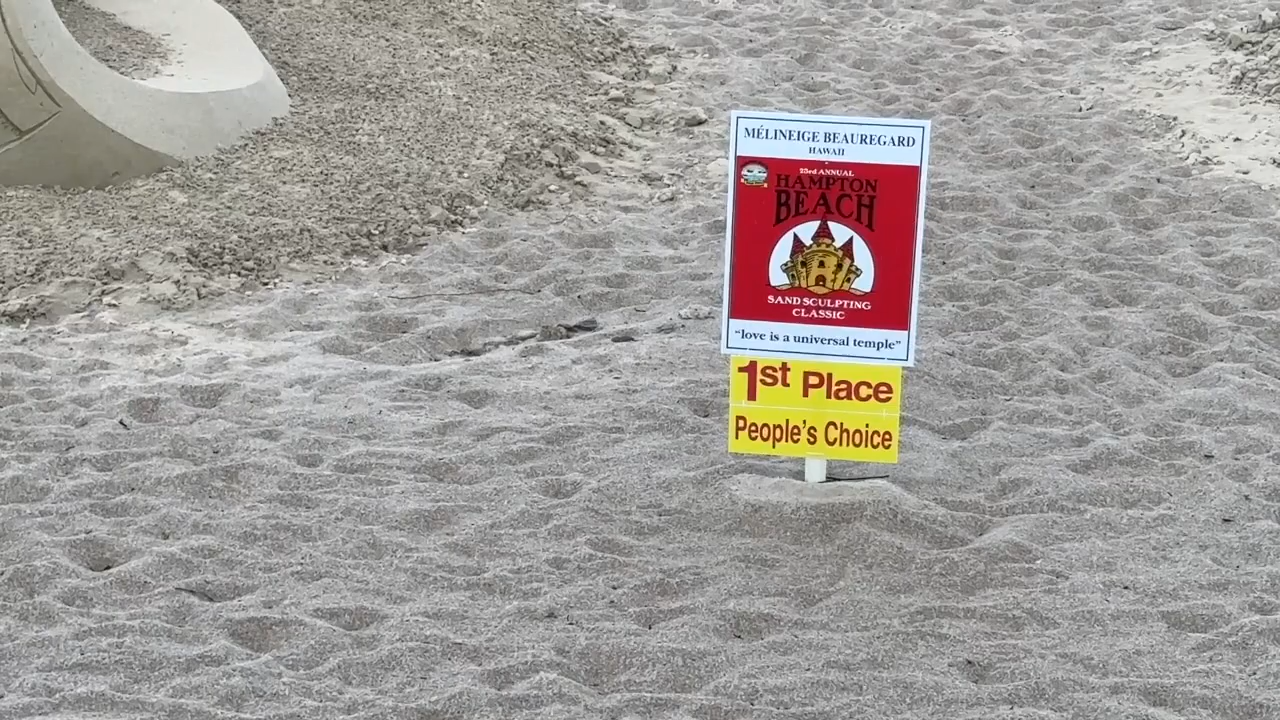 MÉLINEIGE BEAUREGARD
HAWAII
23rd ANNUAL
HAMPTON
BEACH
SAND SCULPTING
CLASSIC
"love is a universal temple"
1st Place
People's Choice